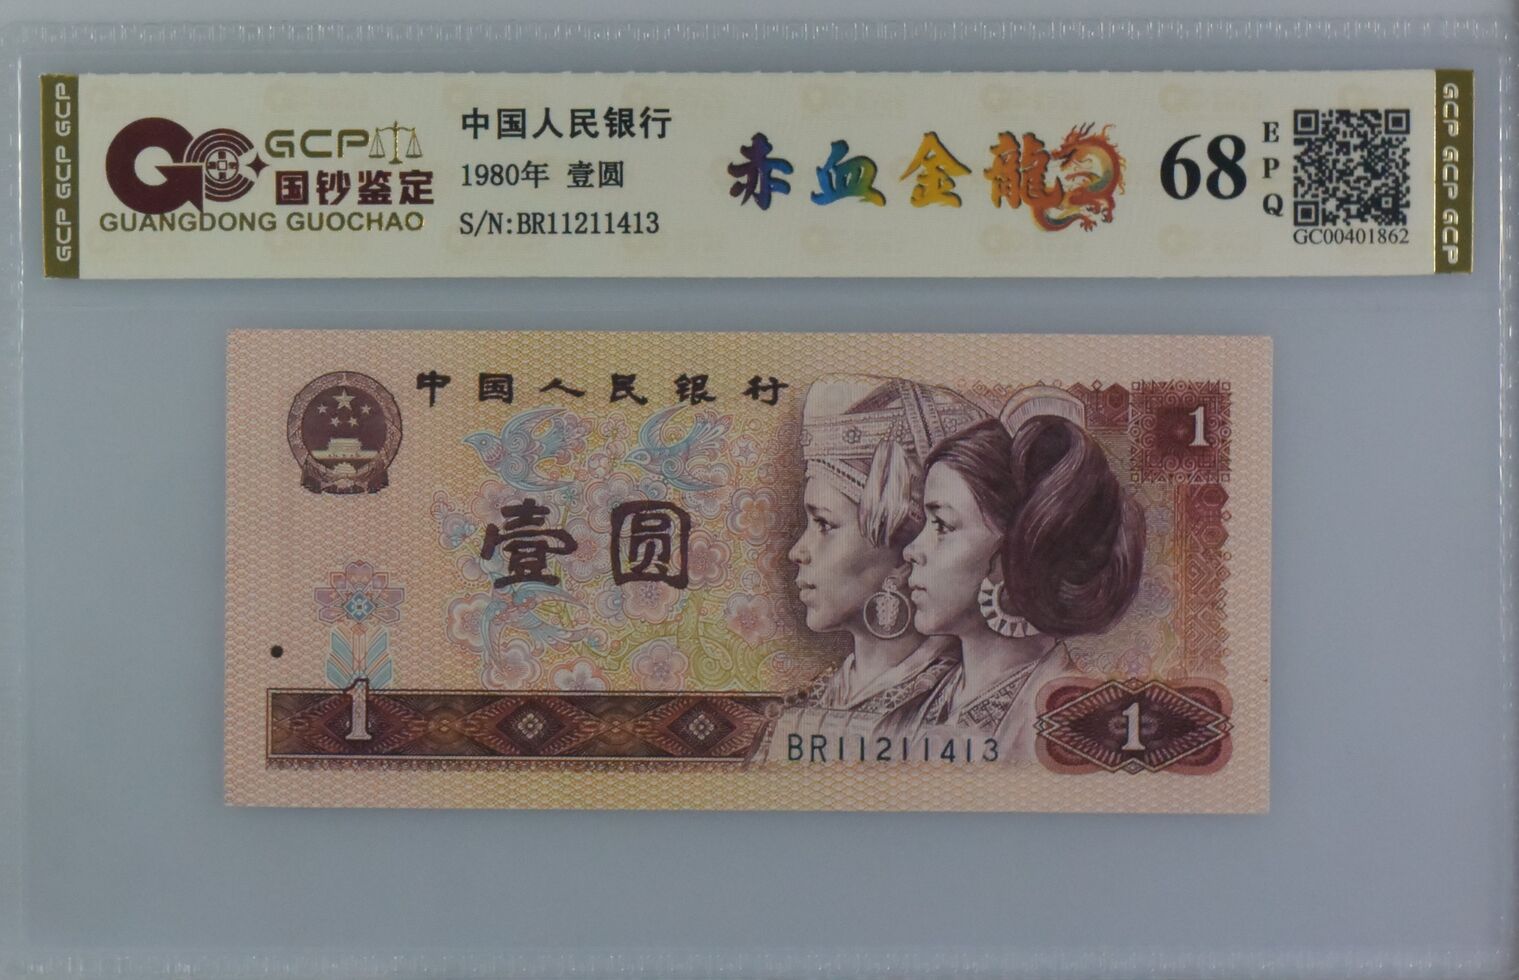 GCP GCP GCP
GCP
国钞鉴定
GUANGDONG GUOCHAO
中国人民银行
1980年 壹圆
S/N:BR11211413
赤血金龍
68
EPQ
GC00401862
GCP GCP GCP
中国人民银行
1
壹圆
1
BR11211413
1